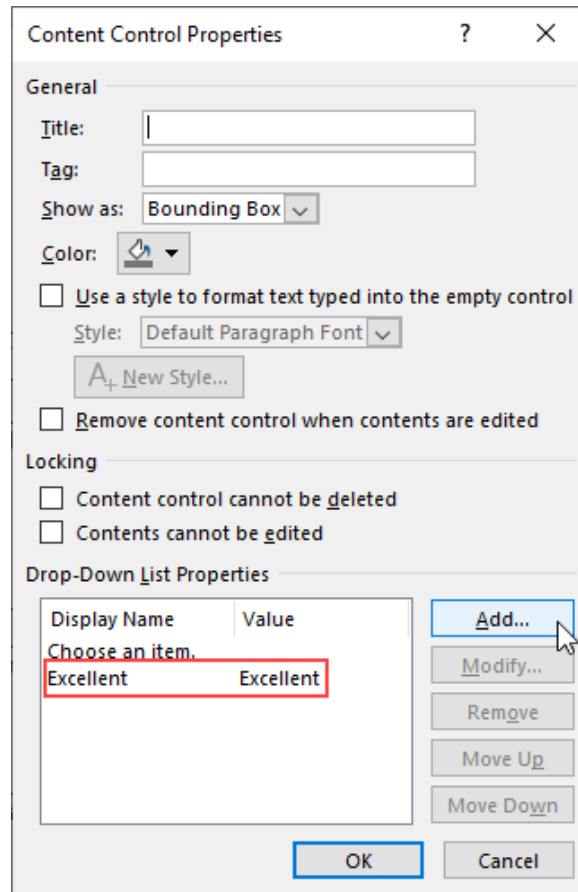 Content Control Properties ? ×
General
Title:
Tag:
Show as: Bounding Box
Color:
Use a style to format text typed into the empty control
Style: Default Paragraph Font
A+ New Style...
Remove content control when contents are edited
Locking
Content control cannot be deleted
Contents cannot be edited
Drop-Down List Properties
Display Name Value Add...
Choose an item.
Excellent Excellent Modify...
Remove
Move Up
Move Down
OK Cancel